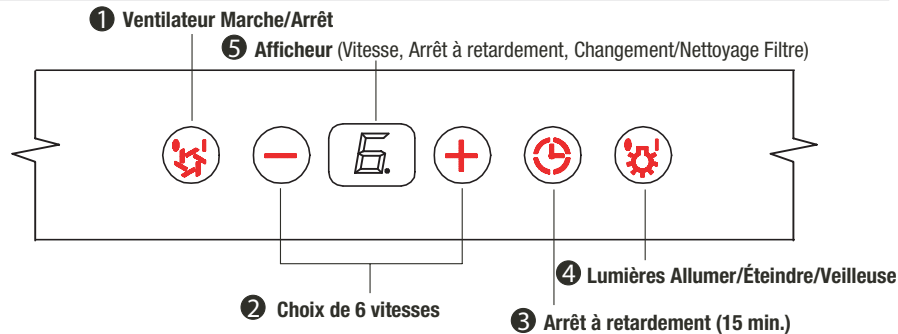 ❶ Ventilateur Marche/Arrêt
❺ Afficheur (Vitesse, Arrêt à retardement, Changement/Nettoyage Filtre)
6.
❹ Lumières Allumer/Éteindre/Veilleuse
❷ Choix de 6 vitesses
❸ Arrêt à retardement (15 min.)